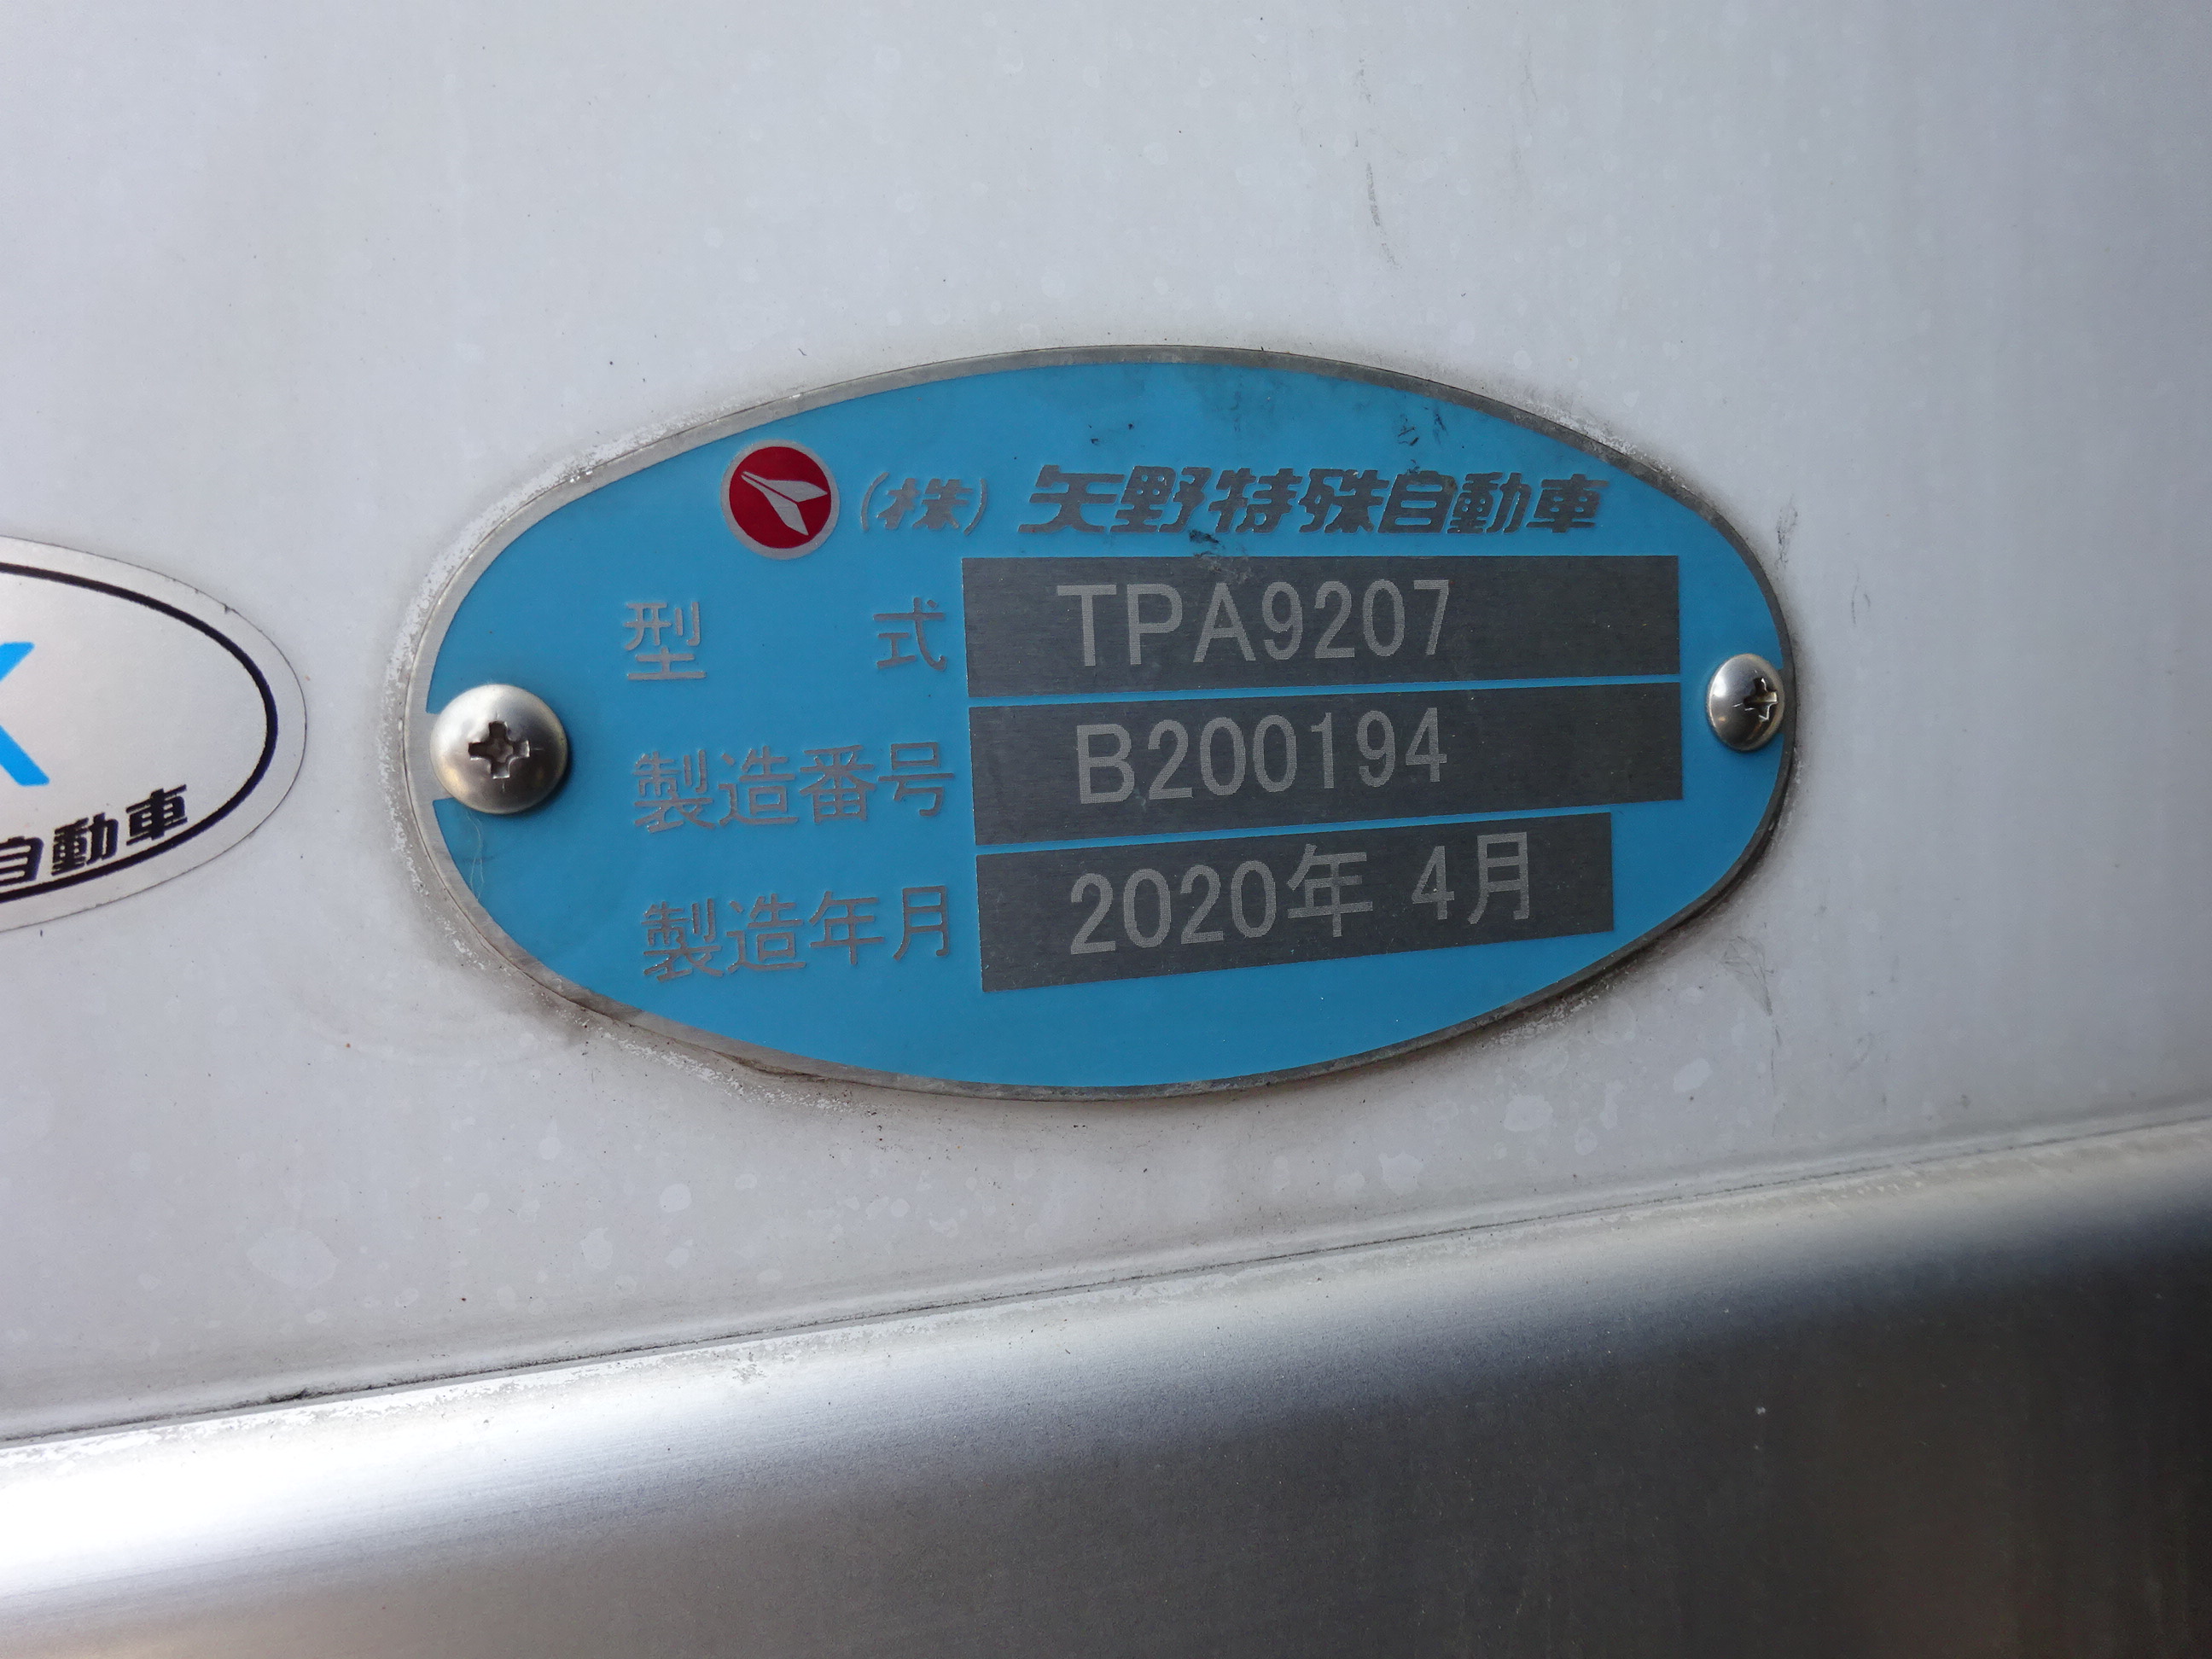 (株) 矢野特殊自動車
型式 TPA9207
製造番号 B200194
製造年月 2020年 4月
自動車